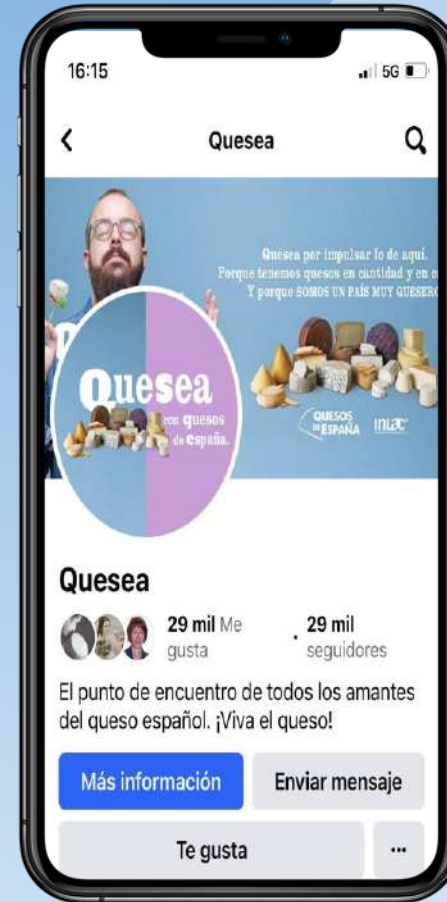 16:15
5G
Quesea
Quesea por impulsar lo de aquí.
Porque tenemos quesos en cantidad y en
Y porque SOMOS UN PAÍS MUY QUESERO
QUESOS
DE ESPAÑA
INLAC
Quesea
con quesos
de españa.
Quesea
29 mil Me
gusta
· 29 mil
seguidores
El punto de encuentro de todos los amantes
del queso español. ¡Viva el queso!
Más información
Enviar mensaje
Te gusta
...